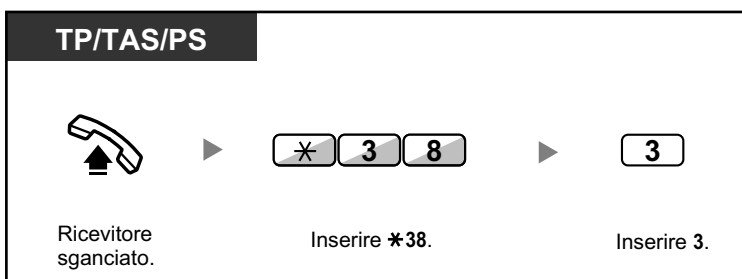 TP/TAS/PS
* 3 8 3
Ricevitore sganciato.
Inserire *38.
Inserire 3.